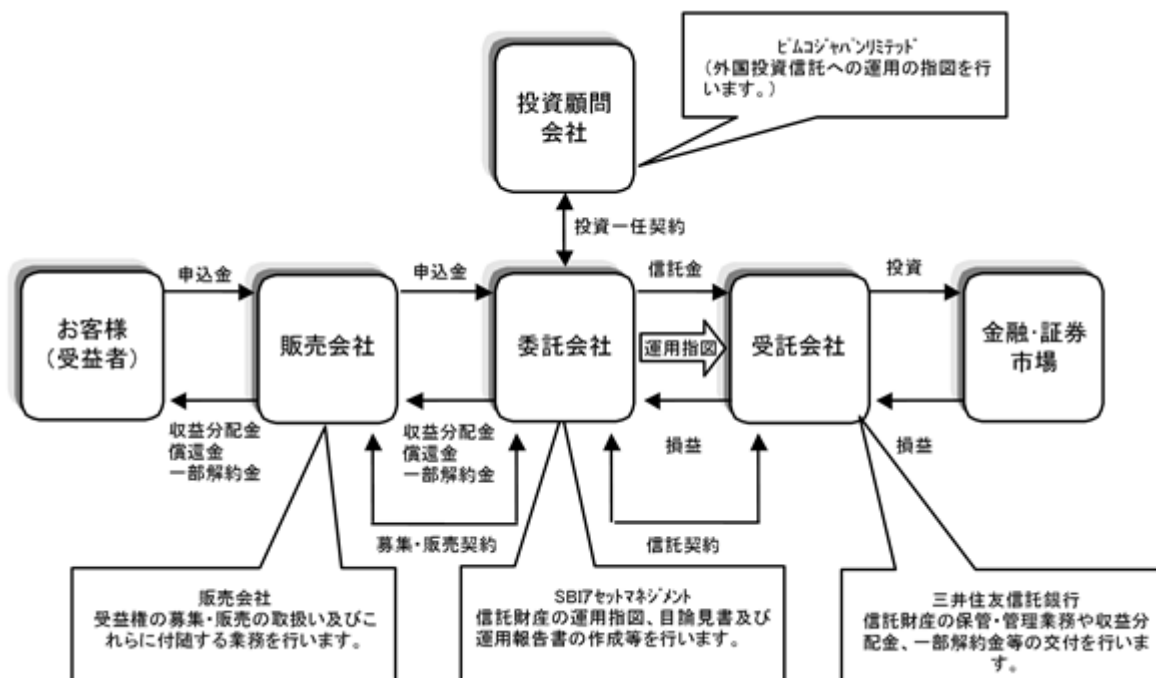 ﾋﾟﾑｺｼﾞｬﾊﾟﾝﾘﾐﾃｯﾄﾞ
(外国投資信託への運用の指図を行
います。)
投資顧問
会社
投資一任契約
申込金
申込金
信託金
投資
お客様
(受益者)
販売会社
委託会社
運用指図
受託会社
金融・証券
市場
収益分配金
償還金
一部解約金
収益分配金
償還金
一部解約金
損益
損益
募集・販売契約
信託契約
販売会社
受益権の募集・販売の取扱い及びこ
れらに付随する業務を行います。
SBIｱｾｯﾄﾏﾈｼﾞﾒﾝﾄ
信託財産の運用指図、目論見書及び
運用報告書の作成等を行います。
三井住友信託銀行
信託財産の保管・管理業務や収益分
配金、一部解約金等の交付を行いま
す。